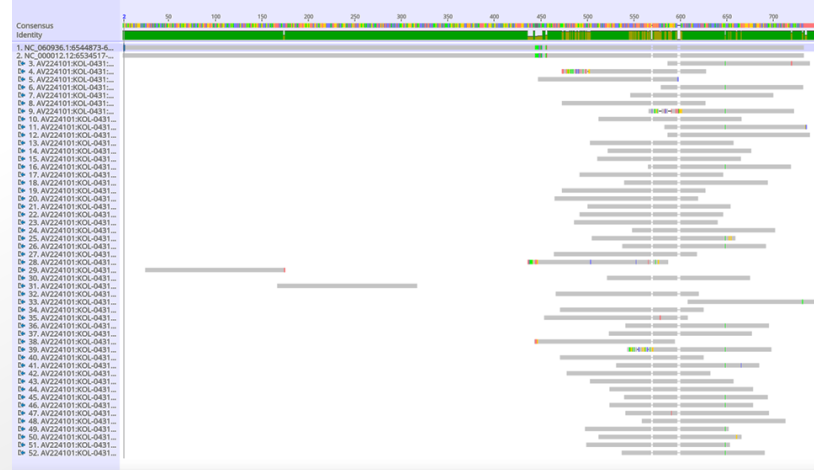 2 50 100 150 200 250 300 350 400 450 500 550 600 650 700
Consensus
Identity
1. NC_060936.1:6544873-6...
2. NC_000012.12:6534517-...
3. AV224101:KOL-0431:...
4. AV224101:KOL-0431:...
5. AV224101:KOL-0431:...
6. AV224101:KOL-0431:...
7. AV224101:KOL-0431:...
8. AV224101:KOL-0431:...
9. AV224101:KOL-0431:...
10. AV224101:KOL-0431...
11. AV224101:KOL-0431...
12. AV224101:KOL-0431...
13. AV224101:KOL-0431...
14. AV224101:KOL-0431...
15. AV224101:KOL-0431...
16. AV224101:KOL-0431...
17. AV224101:KOL-0431...
18. AV224101:KOL-0431...
19. AV224101:KOL-0431...
20. AV224101:KOL-0431...
21. AV224101:KOL-0431...
22. AV224101:KOL-0431...
23. AV224101:KOL-0431...
24. AV224101:KOL-0431...
25. AV224101:KOL-0431...
26. AV224101:KOL-0431...
27. AV224101:KOL-0431...
28. AV224101:KOL-0431...
29. AV224101:KOL-0431...
30. AV224101:KOL-0431...
31. AV224101:KOL-0431...
32. AV224101:KOL-0431...
33. AV224101:KOL-0431...
34. AV224101:KOL-0431...
35. AV224101:KOL-0431...
36. AV224101:KOL-0431...
37. AV224101:KOL-0431...
38. AV224101:KOL-0431...
39. AV224101:KOL-0431...
40. AV224101:KOL-0431...
41. AV224101:KOL-0431...
42. AV224101:KOL-0431...
43. AV224101:KOL-0431...
44. AV224101:KOL-0431...
45. AV224101:KOL-0431...
46. AV224101:KOL-0431...
47. AV224101:KOL-0431...
48. AV224101:KOL-0431...
49. AV224101:KOL-0431...
50. AV224101:KOL-0431...
51. AV224101:KOL-0431...
52. AV224101:KOL-0431...